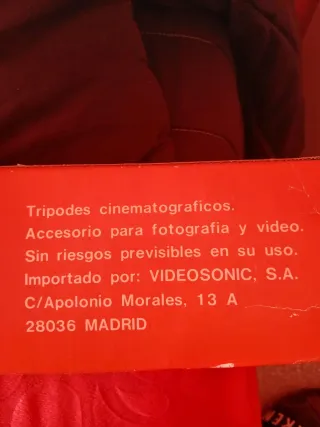 Tripodes cinematograficos.
Accesorio para fotografia y video.
Sin riesgos previsibles en su uso.
Importado por: VIDEOSONIC, S.A.
C/Apolonio Morales, 13 A
28036 MADRID